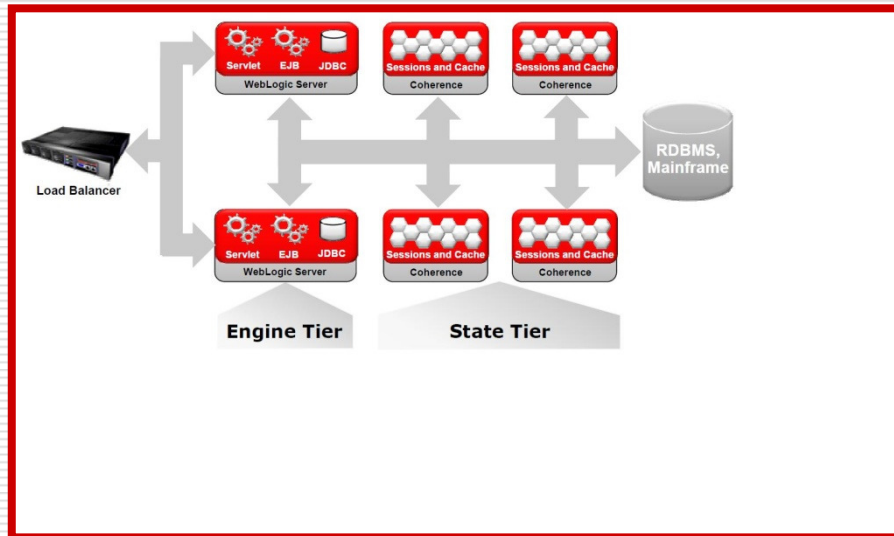 Servlet EJB JDBC
WebLogic Server
Sessions and Cache
Coherence
Sessions and Cache
Coherence
Load Balancer
RDBMS,
Mainframe
Servlet EJB JDBC
WebLogic Server
Sessions and Cache
Coherence
Sessions and Cache
Coherence
Engine Tier
State Tier